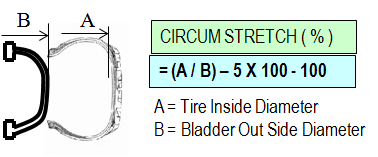 B A
CIRCUM STRETCH ( % )
= (A / B) – 5 X 100 - 100
A = Tire Inside Diameter
B = Bladder Out Side Diameter